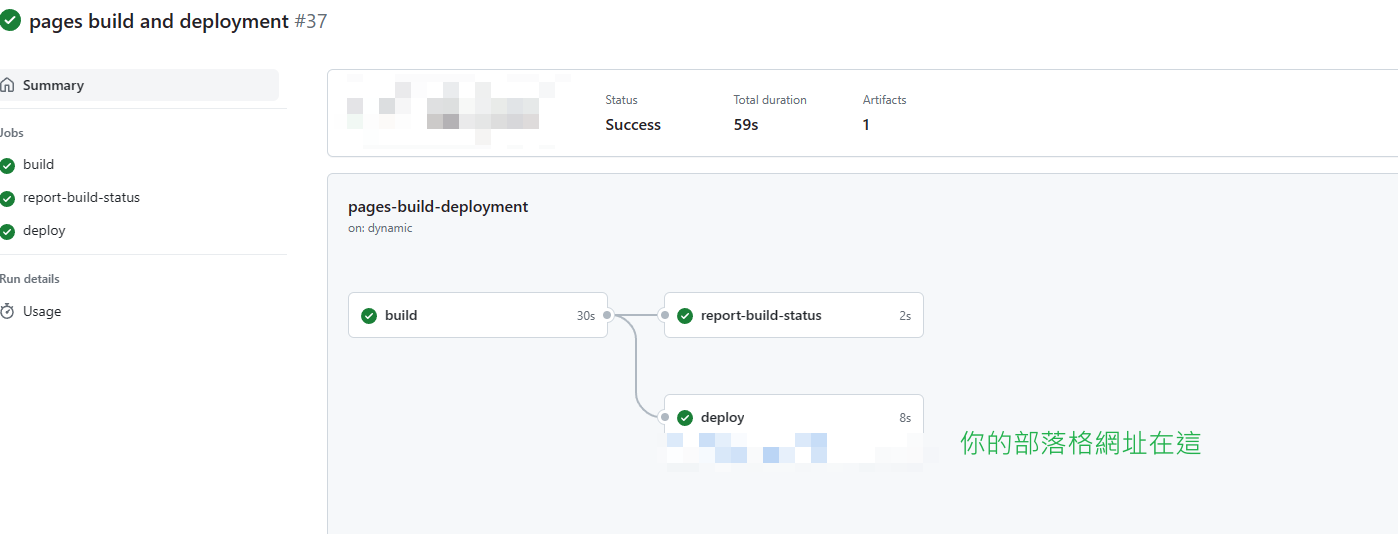 pages build and deployment #37
Summary
Jobs
build
report-build-status
deploy
Run details
Usage
Status
Success
Total duration
59s
Artifacts
1
pages-build-deployment
on: dynamic
build 30s
report-build-status 2s
deploy 8s
你的部落格網址在這